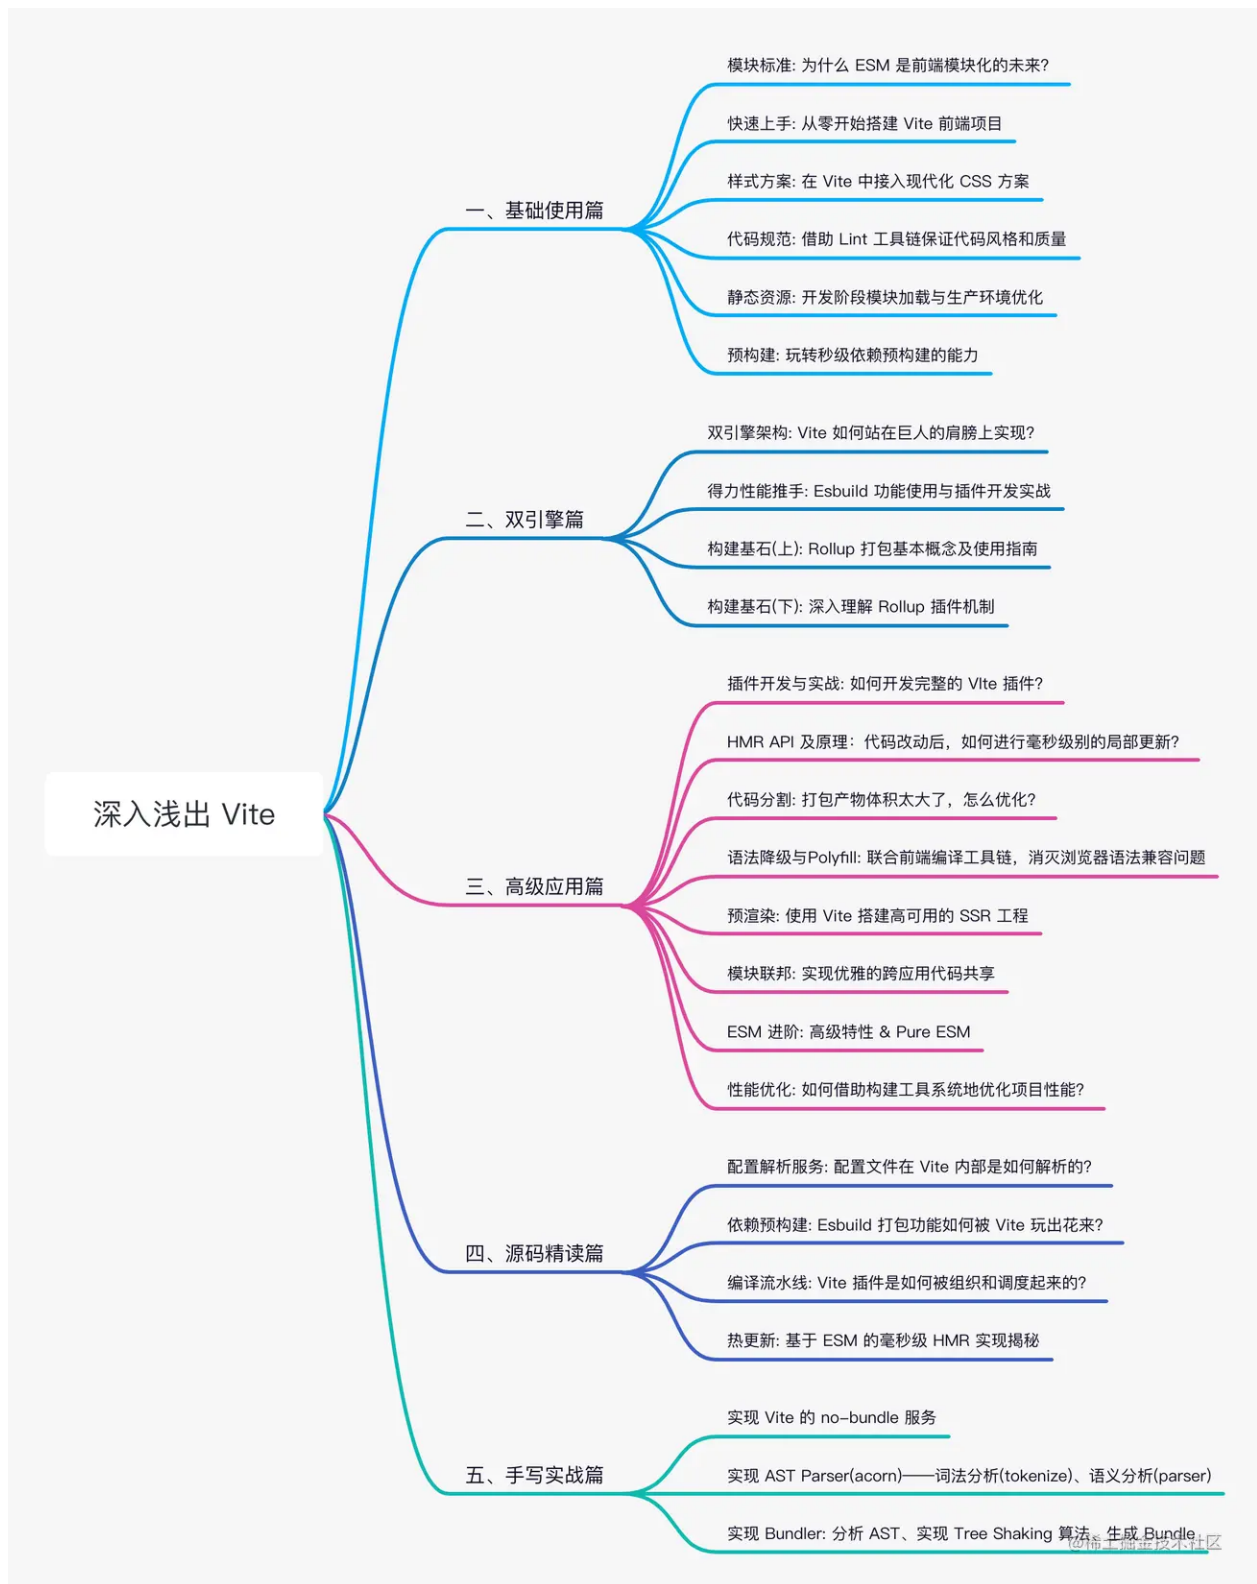 深入浅出 Vite
一、基础使用篇
模块标准: 为什么 ESM 是前端模块化的未来?
快速上手: 从零开始搭建 Vite 前端项目
样式方案: 在 Vite 中接入现代化 CSS 方案
代码规范: 借助 Lint 工具链保证代码风格和质量
静态资源: 开发阶段模块加载与生产环境优化
预构建: 玩转秒级依赖预构建的能力
二、双引擎篇
双引擎架构: Vite 如何站在巨人的肩膀上实现?
得力性能推手: Esbuild 功能使用与插件开发实战
构建基石(上): Rollup 打包基本概念及使用指南
构建基石(下): 深入理解 Rollup 插件机制
三、高级应用篇
插件开发与实战: 如何开发完整的 VIte 插件?
HMR API 及原理：代码改动后，如何进行毫秒级别的局部更新?
代码分割: 打包产物体积太大了，怎么优化?
语法降级与Polyfill: 联合前端编译工具链，消灭浏览器语法兼容问题
预渲染: 使用 Vite 搭建高可用的 SSR 工程
模块联邦: 实现优雅的跨应用代码共享
ESM 进阶: 高级特性 & Pure ESM
性能优化: 如何借助构建工具系统地优化项目性能?
四、源码精读篇
配置解析服务: 配置文件在 Vite 内部是如何解析的?
依赖预构建: Esbuild 打包功能如何被 Vite 玩出花来?
编译流水线: Vite 插件是如何被组织和调度起来的?
热更新: 基于 ESM 的毫秒级 HMR 实现揭秘
五、手写实战篇
实现 Vite 的 no-bundle 服务
实现 AST Parser(acorn)——词法分析(tokenize)、语义分析(parser)
实现 Bundler: 分析 AST、实现 Tree Shaking 算法、生成 Bundle
@稀土掘金技术社区